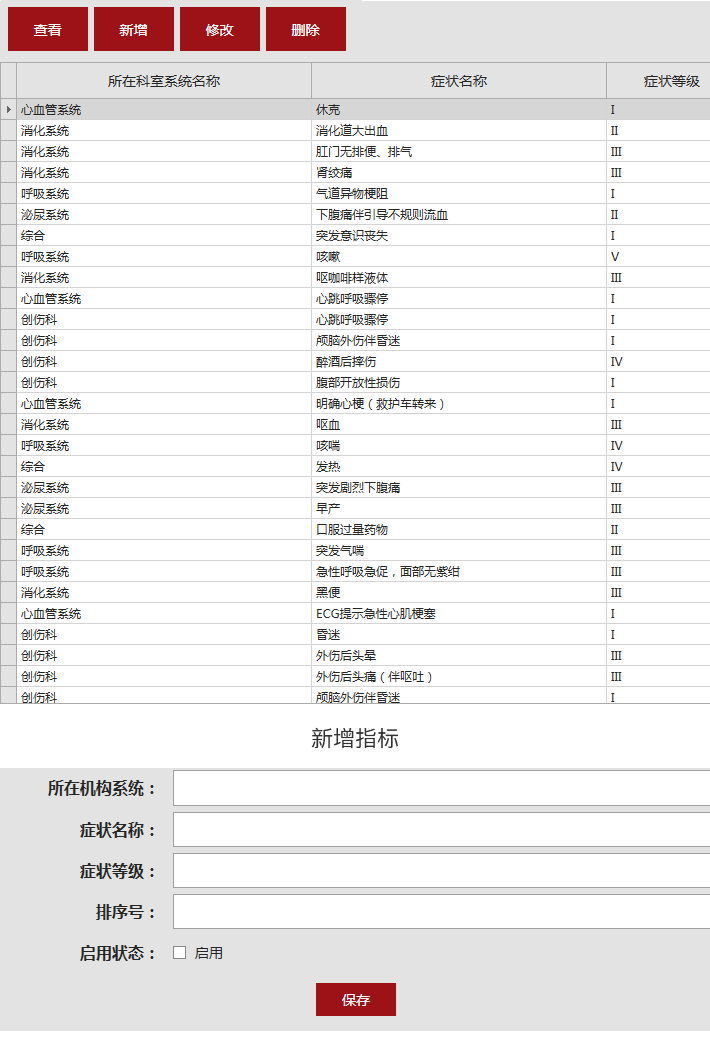 查看 新增 修改 删除
所在科室系统名称 症状名称 症状等级
心血管系统 休克 I
消化系统 消化道大出血 II
消化系统 肛门无排便、排气 III
消化系统 肾绞痛 III
呼吸系统 气道异物梗阻 I
泌尿系统 下腹痛伴引导不规则流血 II
综合 突发意识丧失 I
呼吸系统 咳嗽 V
消化系统 呕咖啡样液体 III
心血管系统 心跳呼吸骤停 I
创伤科 心跳呼吸骤停 I
创伤科 颅脑外伤伴昏迷 I
创伤科 醉酒后摔伤 IV
创伤科 腹部开放性损伤 I
心血管系统 明确心梗（救护车转来） I
消化系统 呕血 III
呼吸系统 咳喘 IV
综合 发热 IV
泌尿系统 突发剧烈下腹痛 III
泌尿系统 早产 III
综合 口服过量药物 II
呼吸系统 突发气喘 III
呼吸系统 急性呼吸急促，面部无紫绀 III
消化系统 黑便 III
心血管系统 ECG提示急性心肌梗塞 I
创伤科 昏迷 I
创伤科 外伤后头晕 III
创伤科 外伤后头痛（伴呕吐） III
创伤科 颅脑外伤伴昏迷 I
新增指标
所在机构系统：
症状名称：
症状等级：
排序号：
启用状态： 启用
保存